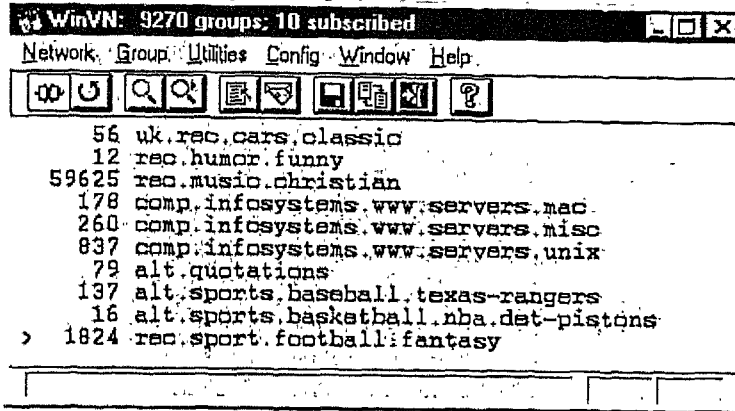 WinVN: 9270 groups; 10 subscribed
Network Group Utilities Config Window Help
56 uk.rec.cars.classic
12 rec.humor.funny
59625 rec.music.christian
178 comp.infosystems.www.servers.mac
260 comp.infosystems.www.servers.misc
837 comp.infosystems.www.servers.unix
79 alt.quotations
137 alt.sports.baseball.texas-rangers
16 alt.sports.basketball.nba.det-pistons
> 1824 rec.sport.football.fantasy